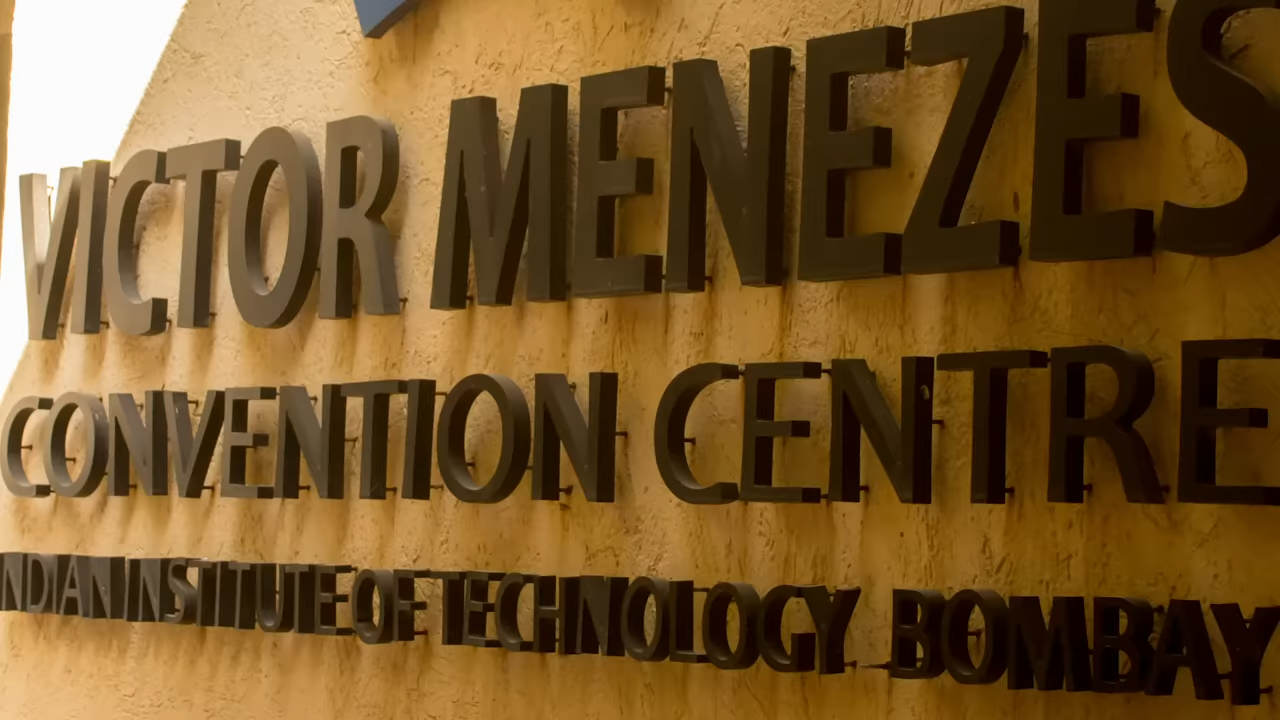 VICTOR MENEZES
CONVENTION CENTRE
INDIAN INSTITUTE OF TECHNOLOGY BOMBAY